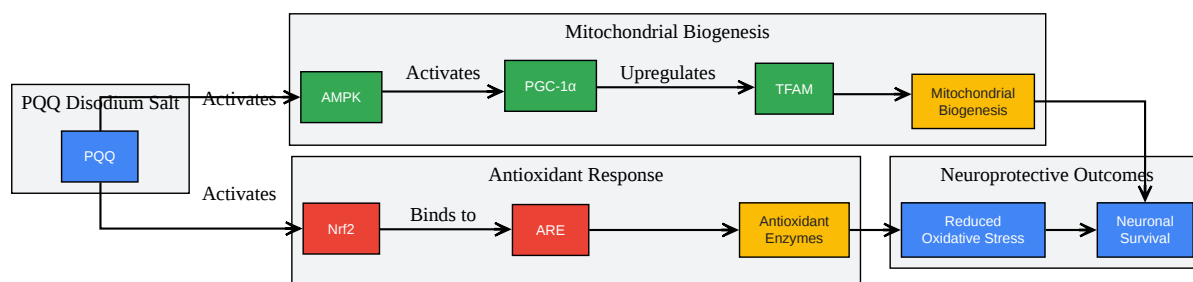 Mitochondrial Biogenesis
PQQ Disodium Salt
Activates
AMPK
Activates
PGC-1α
Upregulates
TFAM
Mitochondrial
Biogenesis
PQQ
Activates
Antioxidant Response
Nrf2
Binds to
ARE
Antioxidant
Enzymes
Neuroprotective Outcomes
Reduced
Oxidative Stress
Neuronal
Survival